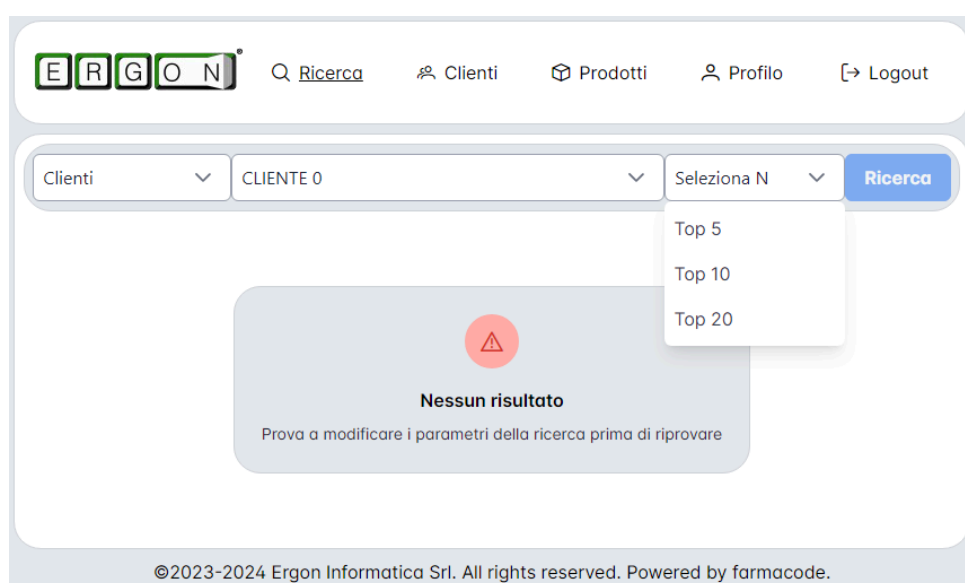 ERGON® Ricerca Clienti Prodotti Profilo Logout
Clienti CLIENTE 0 Seleziona N Ricerca
Top 5
Top 10
Top 20
Nessun risultato
Prova a modificare i parametri della ricerca prima di riprovare
©2023-2024 Ergon Informatica Srl. All rights reserved. Powered by farmacode.